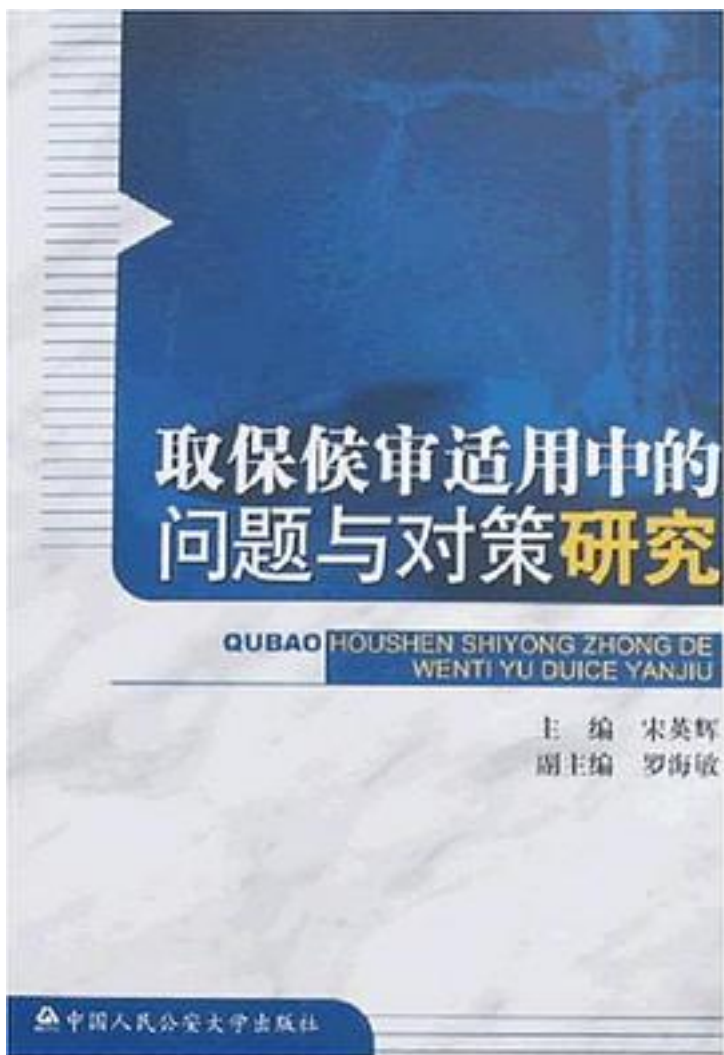 取保候审适用中的
问题与对策研究
QUBAO HOUSHEN SHIYONG ZHONG DE
WENTI YU DUICE YANJIU
主 编 宋英辉
副主编 罗海敏
中国人民公安大学出版社